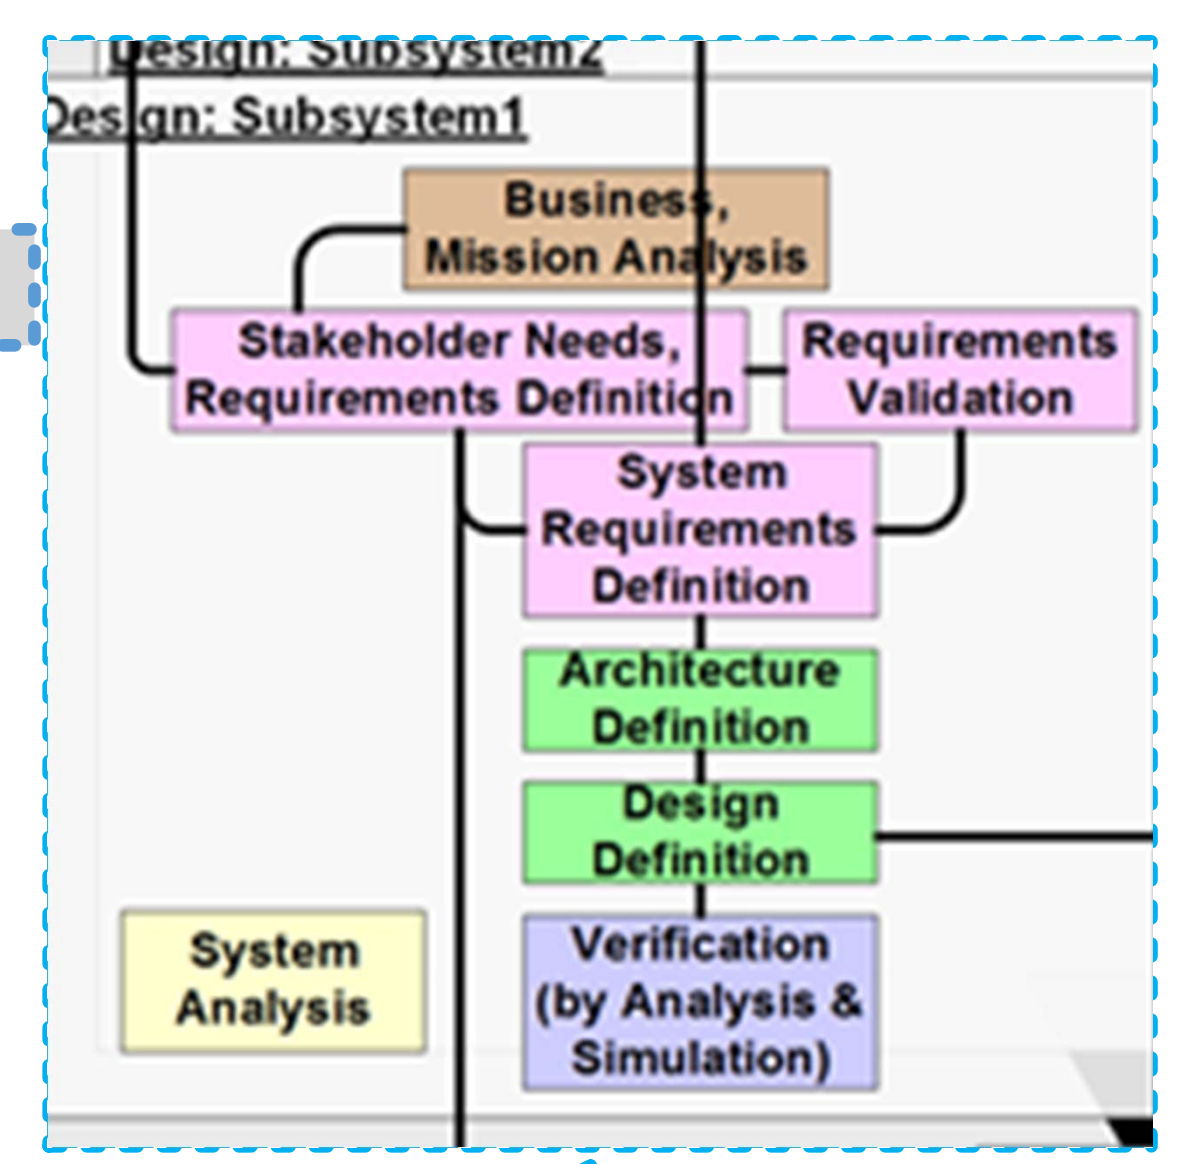 Design: Subsystem2
Design: Subsystem1
Business,
Mission Analysis
Stakeholder Needs,
Requirements Definition
Requirements
Validation
System
Requirements
Definition
Architecture
Definition
Design
Definition
System
Analysis
Verification
(by Analysis &
Simulation)